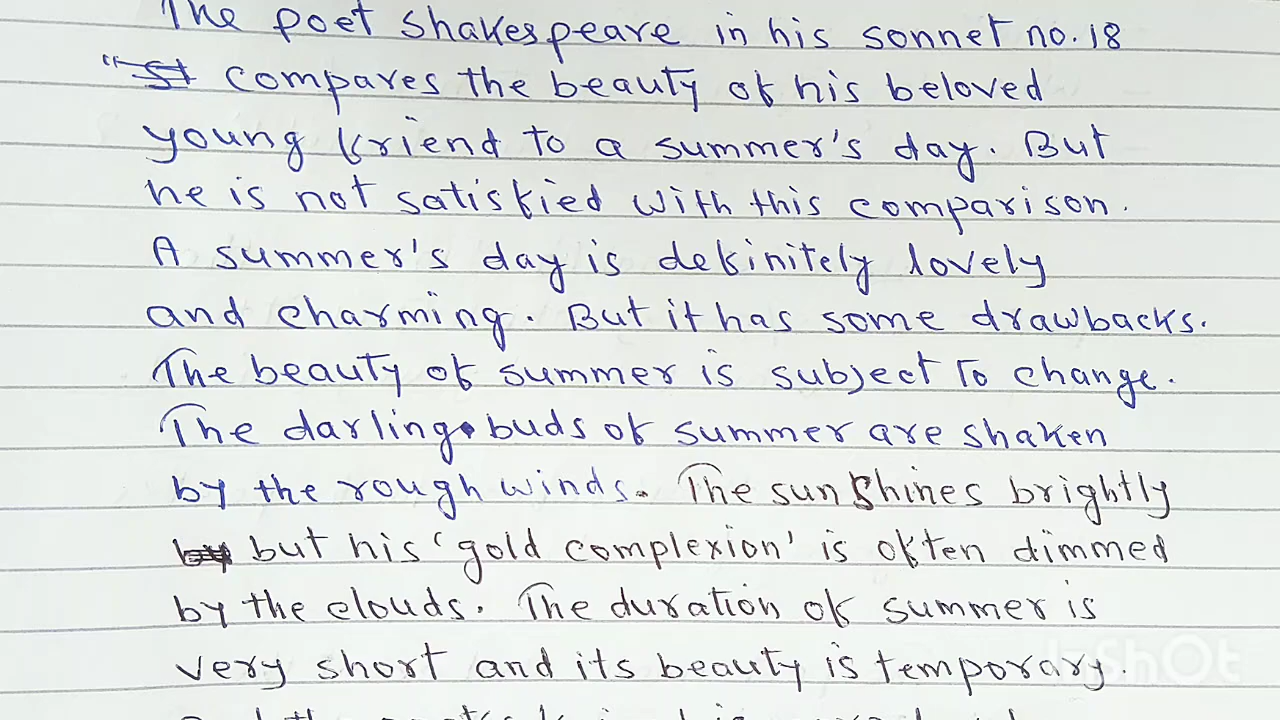 The poet Shakespeare in his sonnet no. 18
" compares the beauty of his beloved
young friend to a summer's day. But
he is not satisfied with this comparison.
A summer's day is definitely lovely
and charming. But it has some drawbacks.
The beauty of summer is subject to change.
The darling buds of summer are shaken
by the rough winds. The sun shines brightly
but his 'gold complexion' is often dimmed
by the clouds. The duration of summer is
very short and its beauty is temporary.